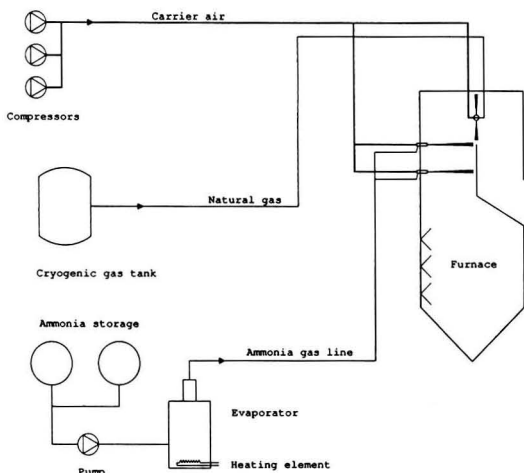 Carrier air
Compressors
Natural gas
Cryogenic gas tank
Furnace
Ammonia storage
Ammonia gas line
Evaporator
Pump
Heating element